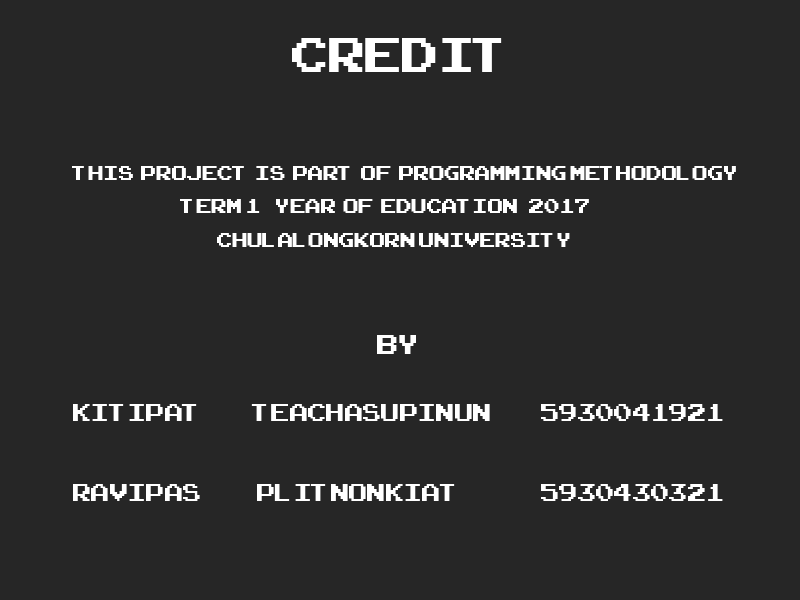 CREDIT
THIS PROJECT IS PART OF PROGRAMMING METHODOLOGY
TERM 1 YEAR OF EDUCATION 2017
CHULALONGKORN UNIVERSITY
BY
KITIPAT TEACHASUPINUN 5930041921
RAVIPAS PLITNONKIAT 5930430321